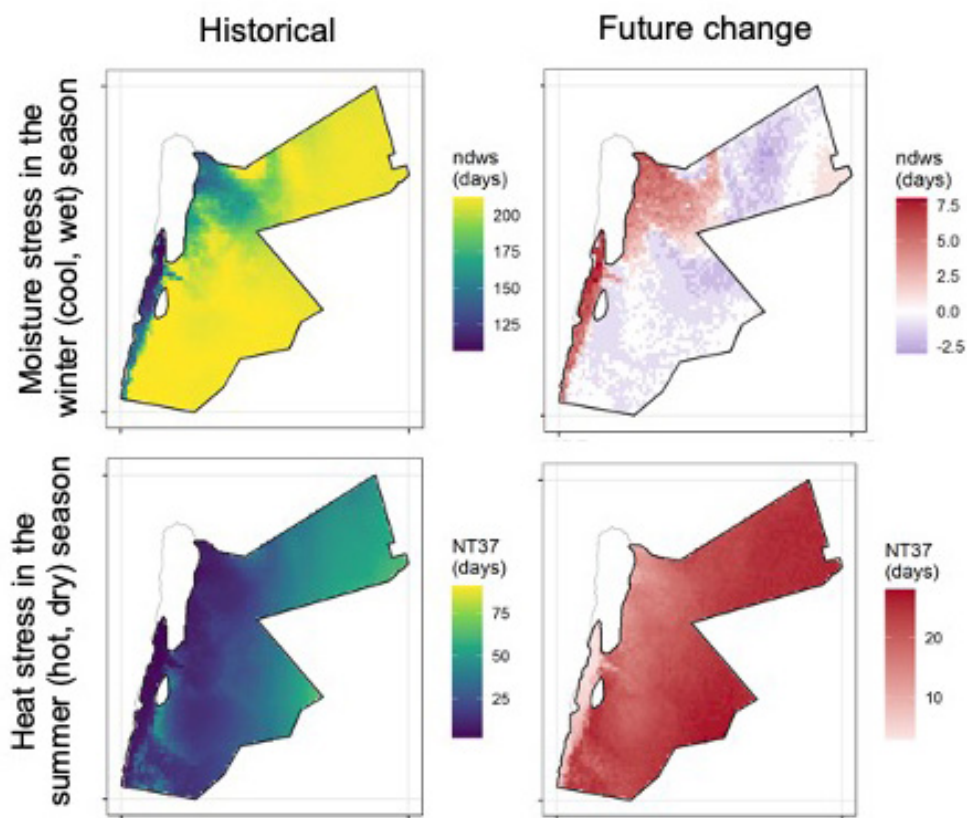 Historical
Future change
Moisture stress in the
winter (cool, wet) season
ndws
(days)
200
175
150
125
ndws
(days)
7.5
5.0
2.5
0.0
-2.5
Heat stress in the
summer (hot, dry) season
NT37
(days)
75
50
25
NT37
(days)
20
10